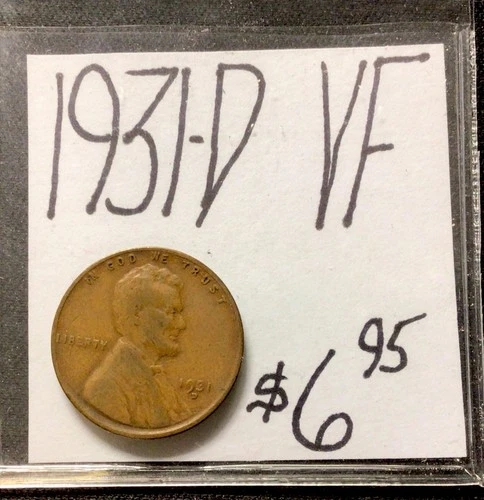 1931-D VF
IN GOD WE TRUST
LIBERTY
1931
D
$6 95